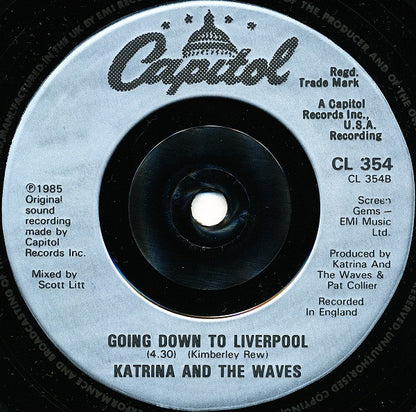 Capitol
Regd.
Trade Mark
A Capitol
Records Inc.,
U.S.A.
Recording
CL 354
CL 354B
℗1985
Original
sound
recording
made by
Capitol
Records Inc.
Mixed by
Scott Litt
Screen
Gems –
EMI Music
Ltd.
Produced by
Katrina And
The Waves &
Pat Collier
Recorded
In England
GOING DOWN TO LIVERPOOL
(4.30) (Kimberley Rew)
KATRINA AND THE WAVES